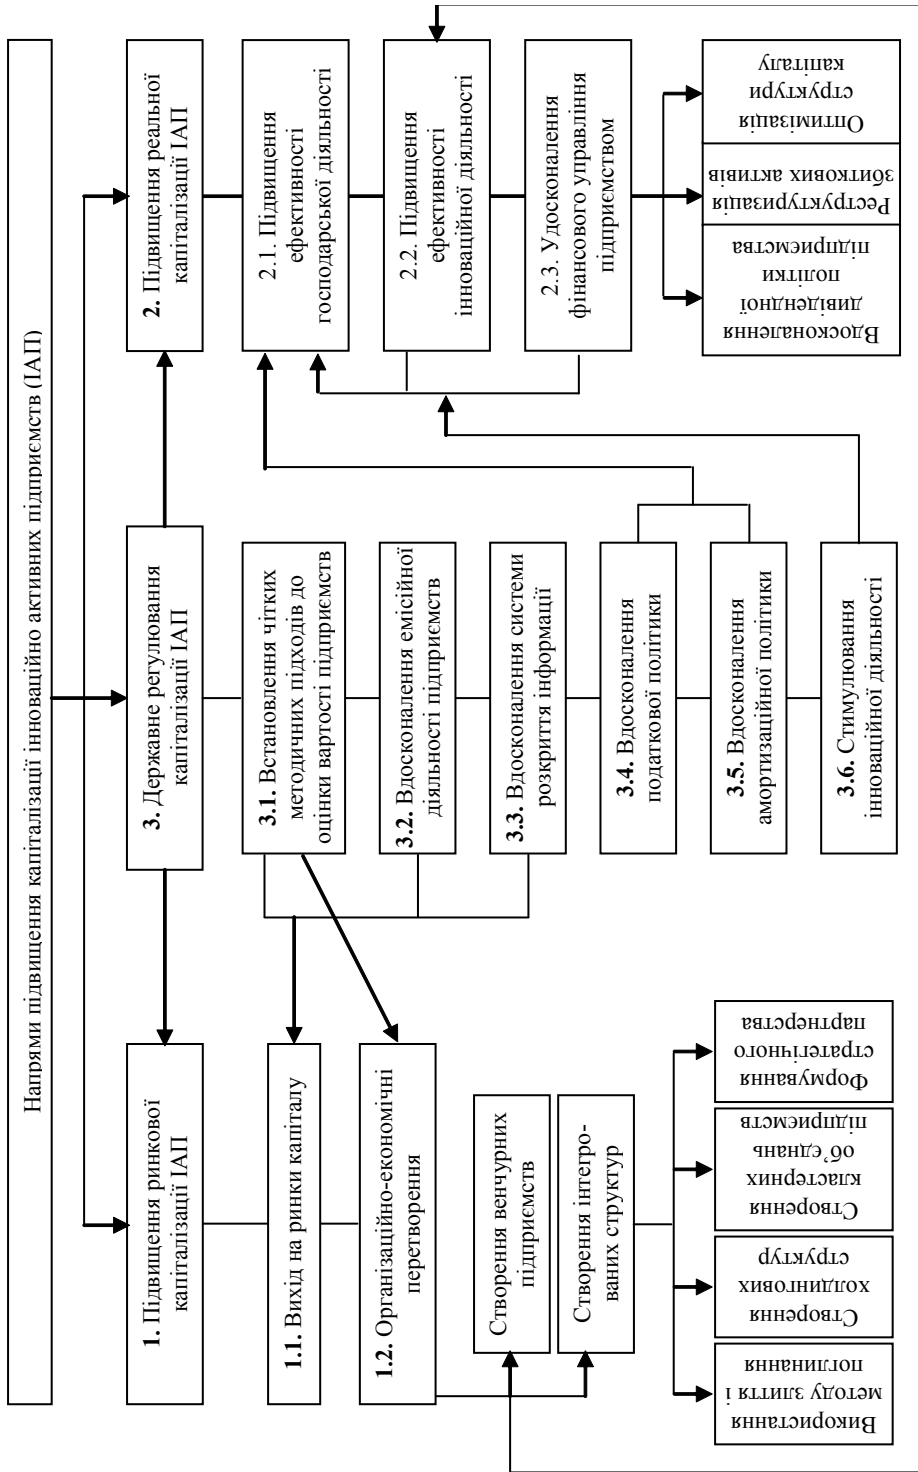 Напрями підвищення капіталізації інноваційно активних підприємств (ІАП)
1. Підвищення ринкової
капіталізації ІАП
3. Державне регулювання
капіталізації ІАП
2. Підвищення реальної
капіталізації ІАП
1.1. Вихід на ринки капіталу
1.2. Організаційно-економічні
перетворення
Створення венчурних
підприємств
Створення інтегро-
ваних структур
Використання
методу злиття і
поглинання
Створення
холдингових
структур
Створення
кластерних
об’єднань
підприємств
Формування
стратегічного
партнерства
3.1. Встановлення чітких
методичних підходів до
оцінки вартості підприємств
3.2. Вдосконалення емісійної
діяльності підприємств
3.3. Вдосконалення системи
розкриття інформації
3.4. Вдосконалення
податкової політики
3.5. Вдосконалення
амортизаційної політики
3.6. Стимулювання
інноваційної діяльності
2.1. Підвищення
ефективності
господарської діяльності
2.2. Підвищення
ефективності
інноваційної діяльності
2.3. Удосконалення
фінансового управління
підприємством
Вдосконалення
дивідендної
політки
підприємства
Реструктуризація
збиткових активів
Оптимізація
структури
капіталу